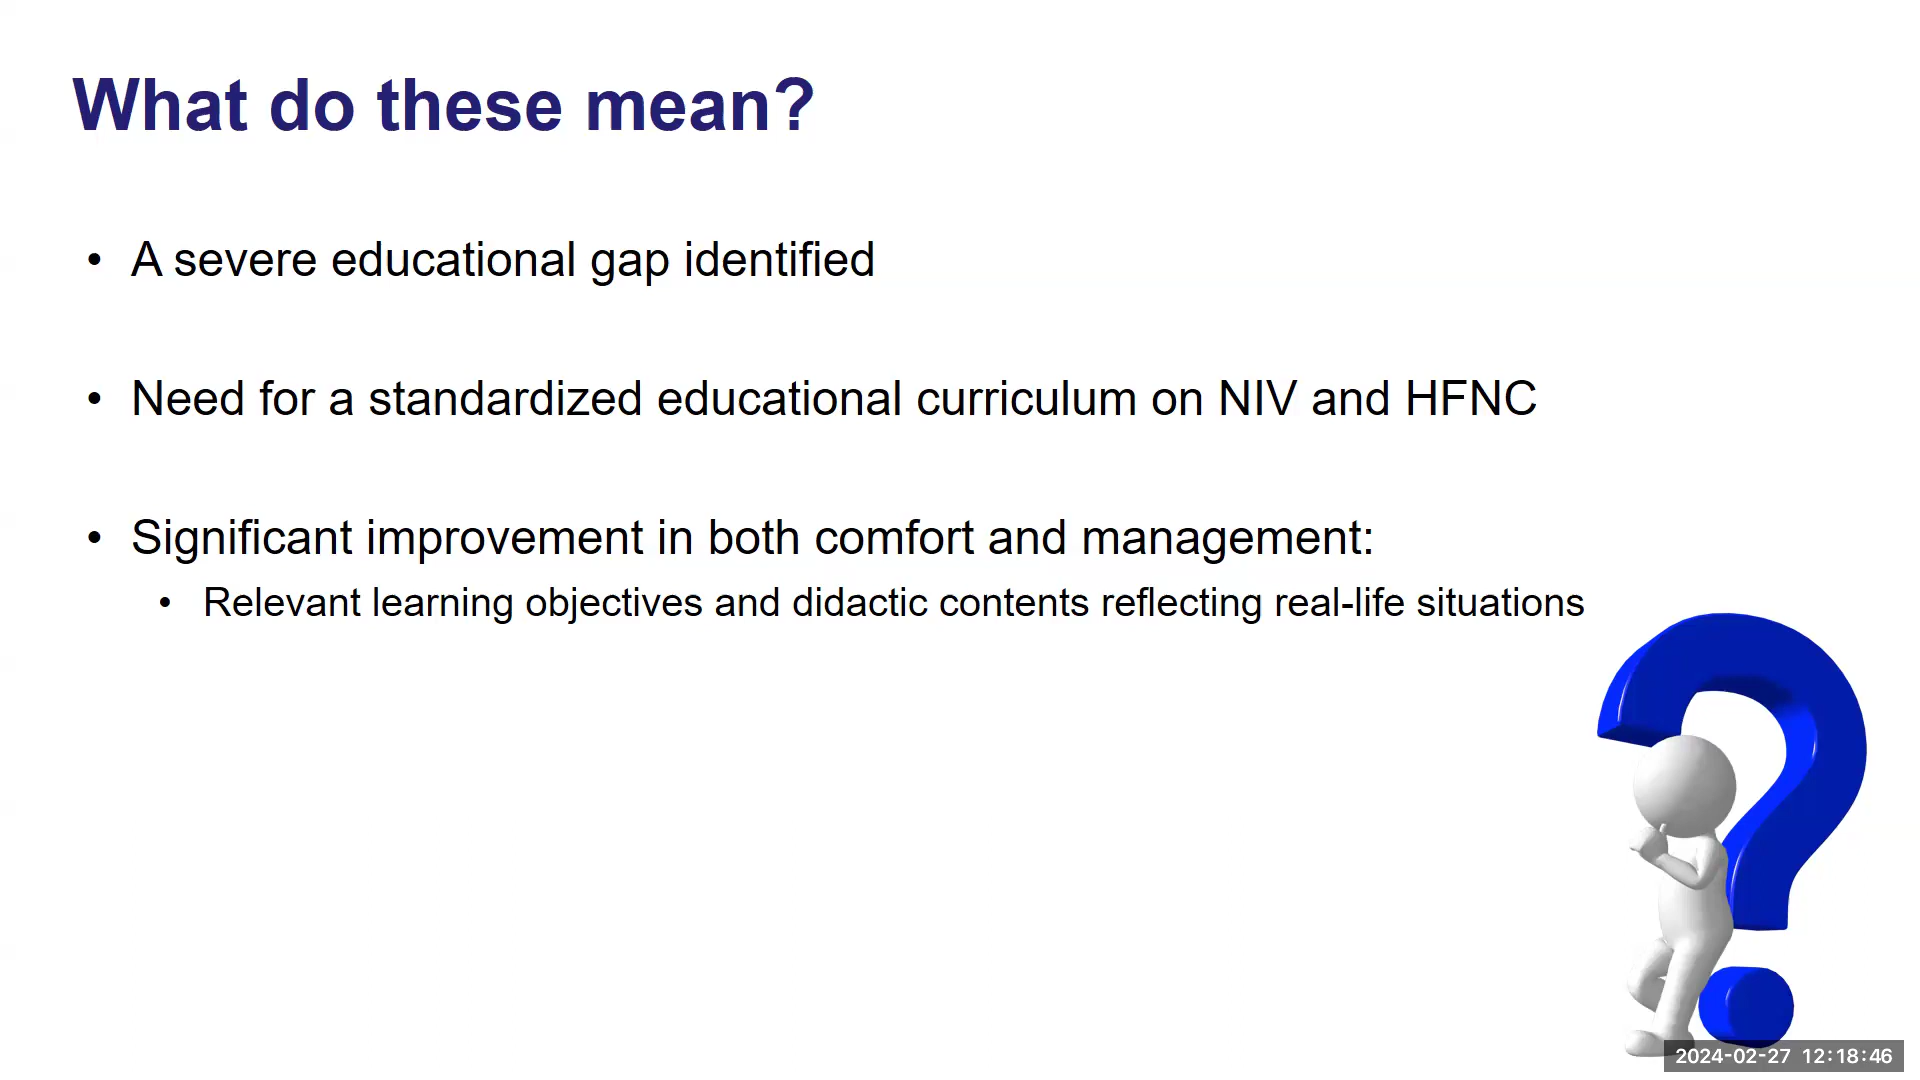 What do these mean?
• A severe educational gap identified
• Need for a standardized educational curriculum on NIV and HFNC
• Significant improvement in both comfort and management:
• Relevant learning objectives and didactic contents reflecting real-life situations
2024-02-27 12:18:46